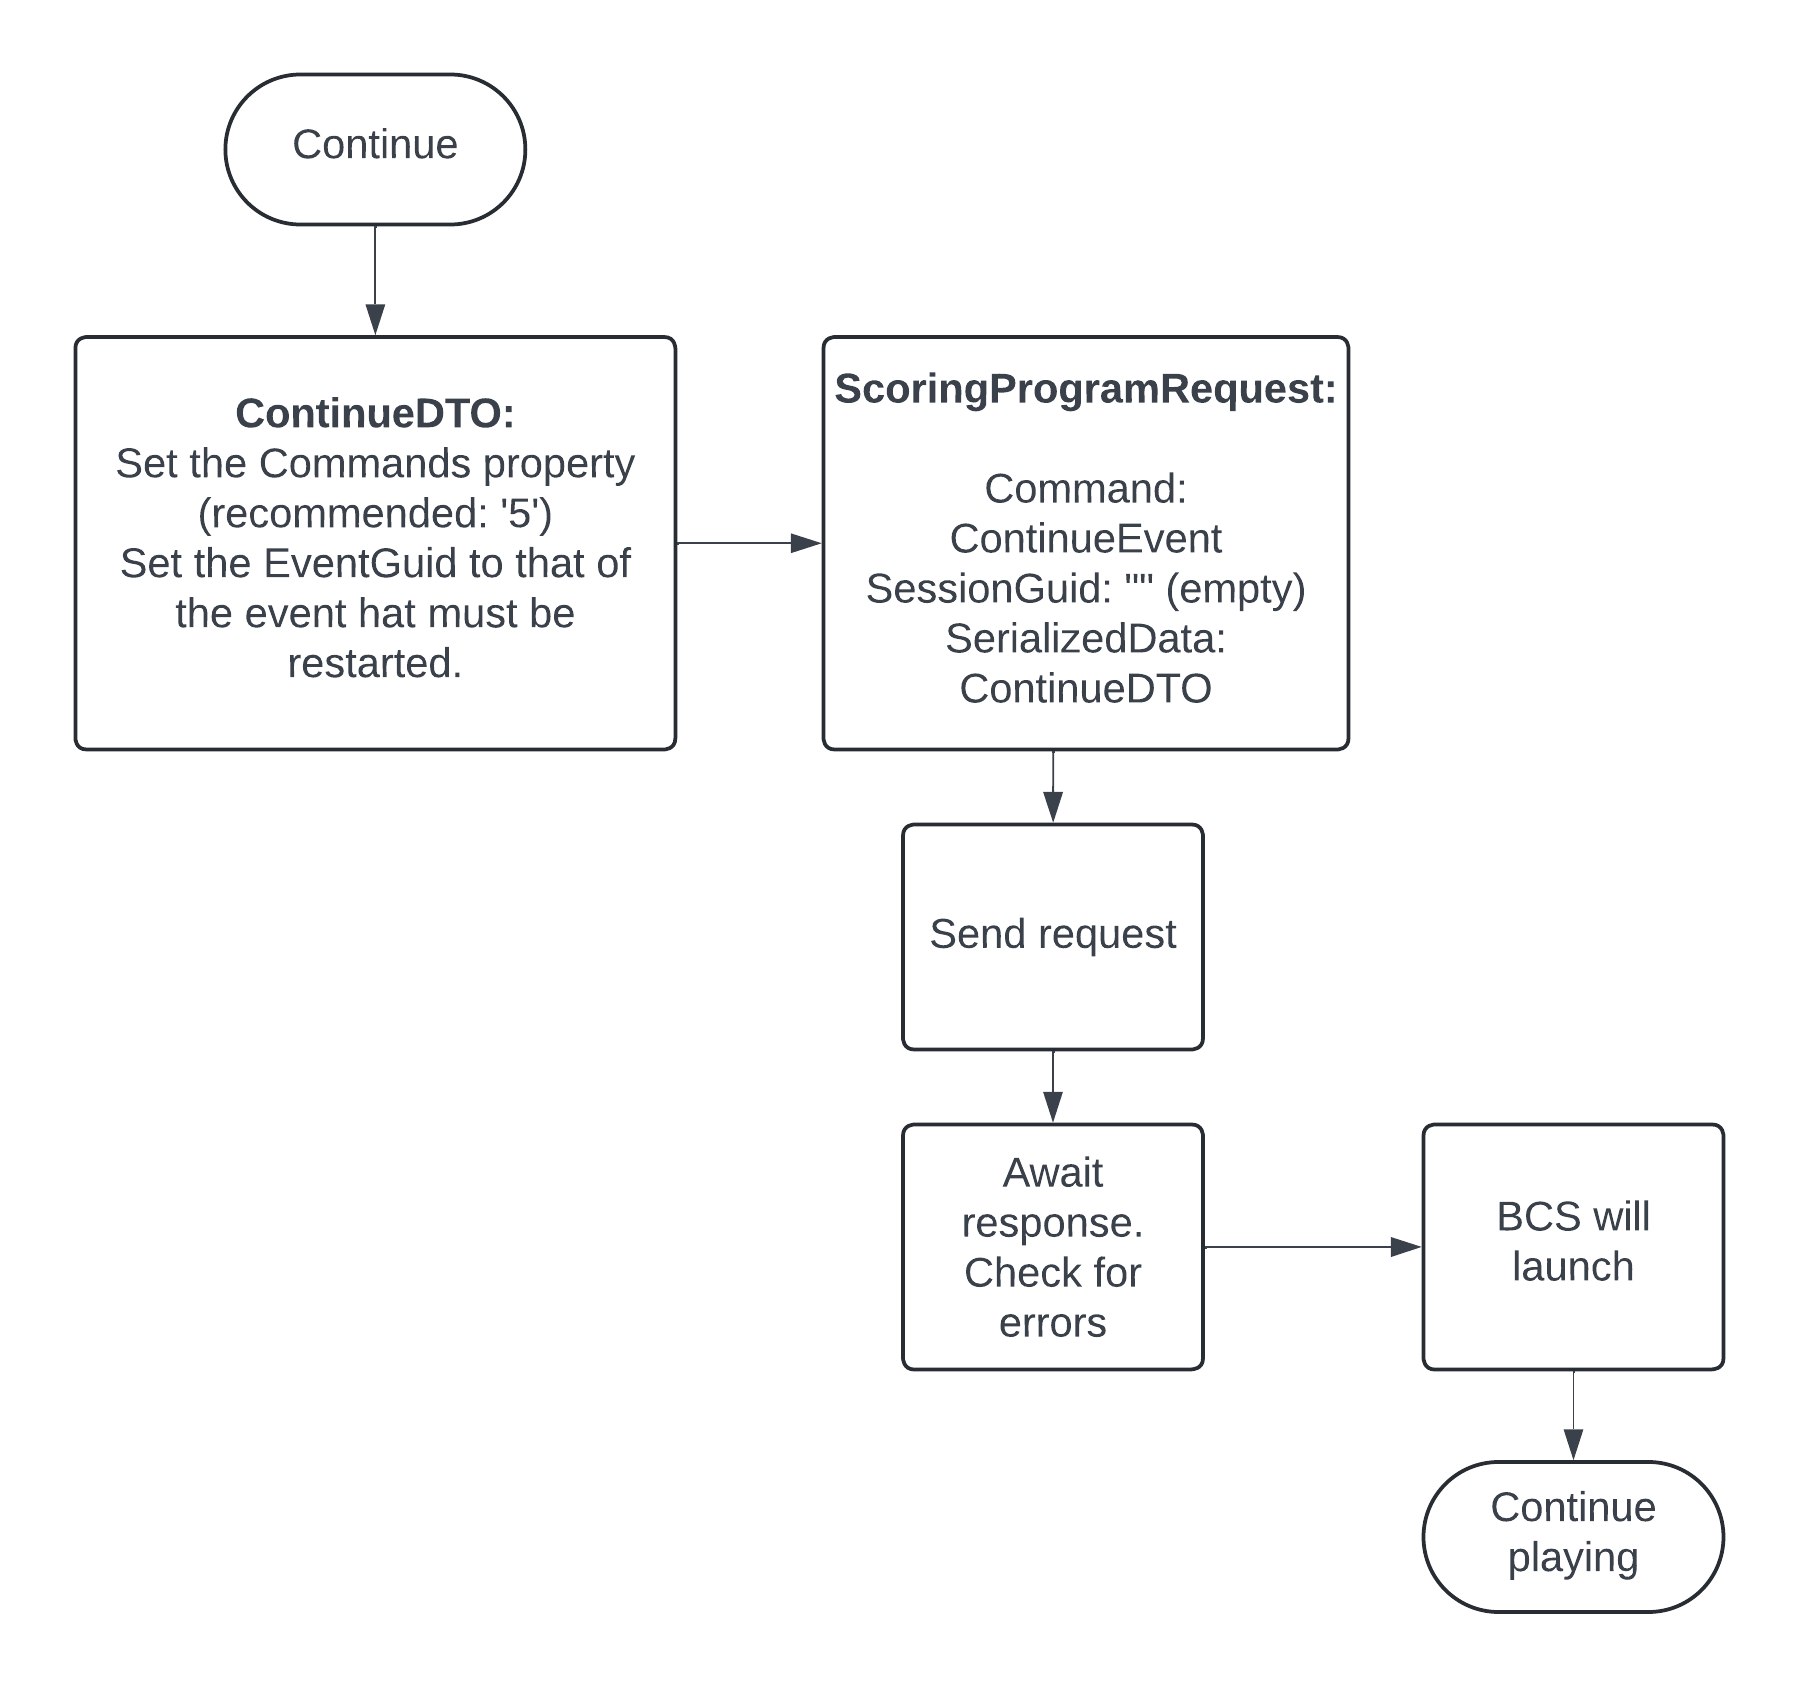 Continue
ContinueDTO:
Set the Commands property
(recommended: '5')
Set the EventGuid to that of
the event hat must be
restarted.
ScoringProgramRequest:
Command:
ContinueEvent
SessionGuid: "" (empty)
SerializedData:
ContinueDTO
Send request
Await
response.
Check for
errors
BCS will
launch
Continue
playing